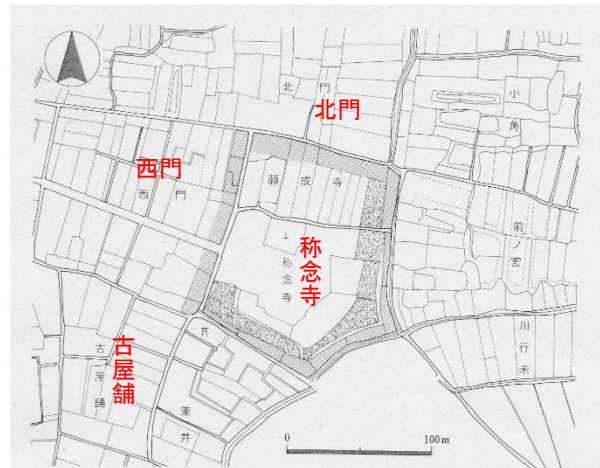 北門
北門
小角
西門
西門
願成寺
称念寺
称念寺
前ノ宮
川行未
古屋舗
古屋舗
兼井
0 100m